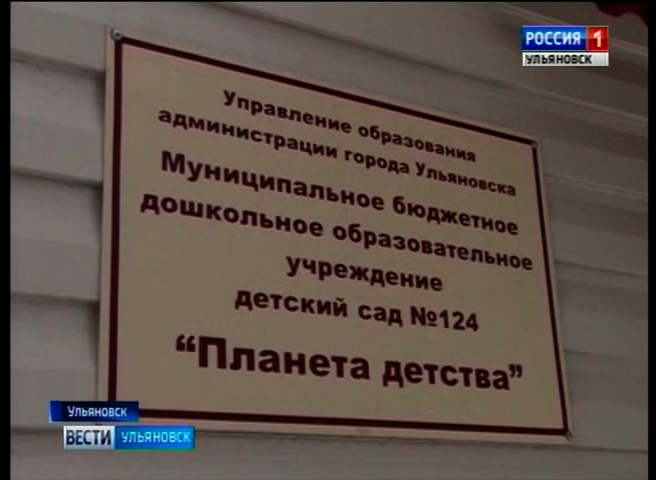 РОССИЯ 1
УЛЬЯНОВСК
Управление образования
администрации города Ульяновска
Муниципальное бюджетное
дошкольное образовательное
учреждение
детский сад №124
“Планета детства”
Ульяновск
ВЕСТИ УЛЬЯНОВСК